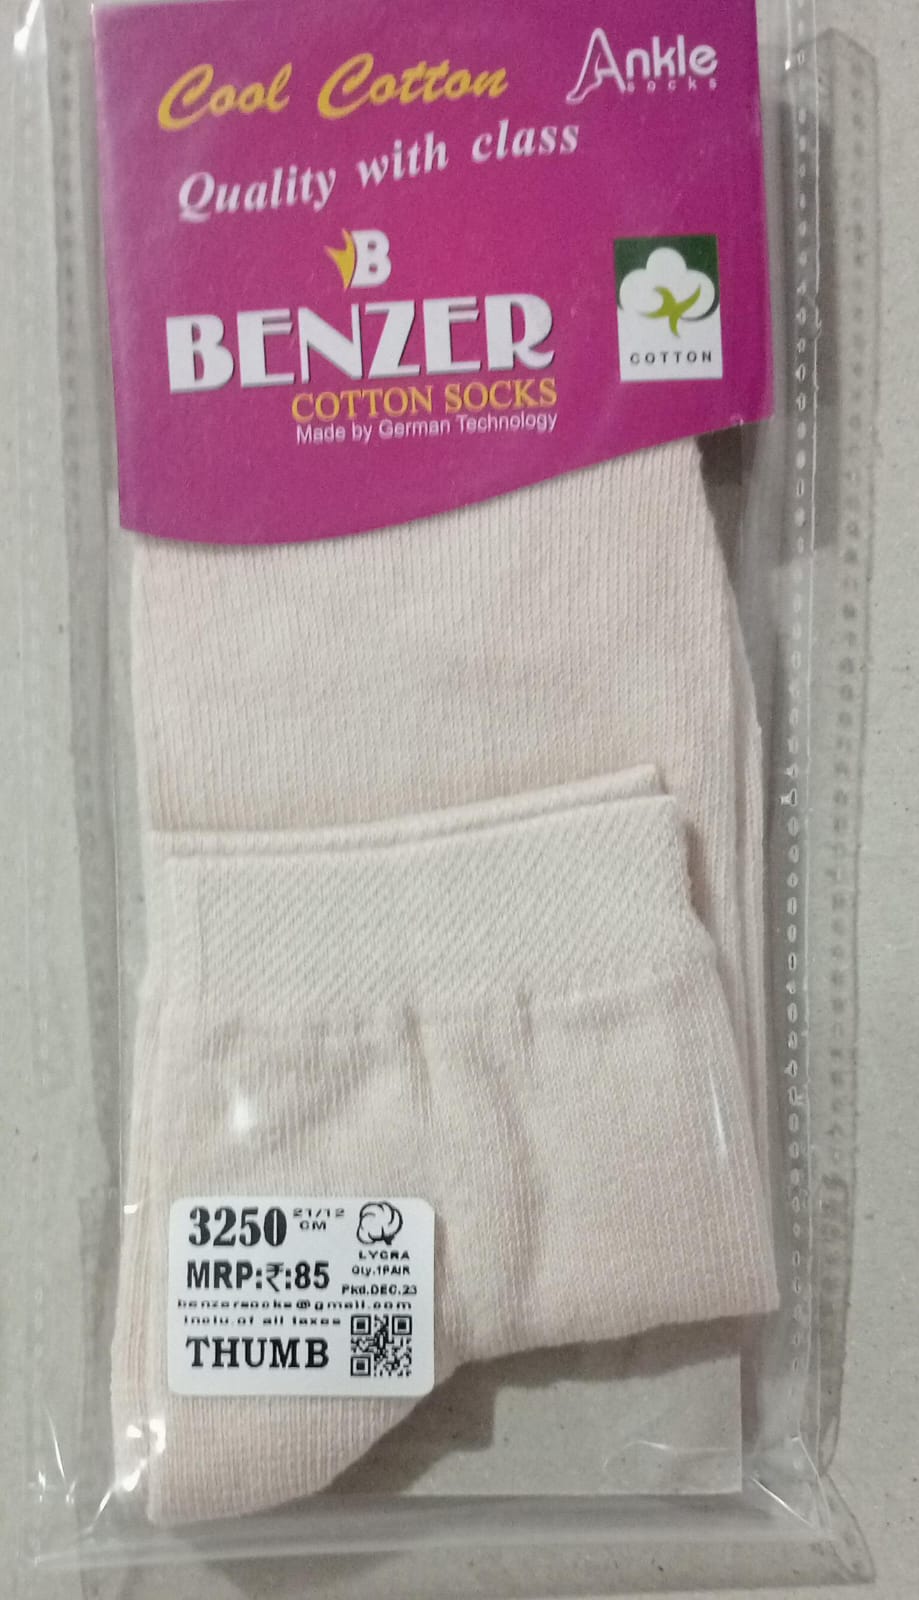 Cool Cotton
Ankle
SOCKS
Quality with class
B
BENZER
COTTON SOCKS
Made by German Technology
COTTON
3250 21/12
CM
LYCRA
MRP:₹:85
Qty.1PAIR
Pkd.DEC.23
benzersocks@gmail.com
inclu.of all taxes
THUMB